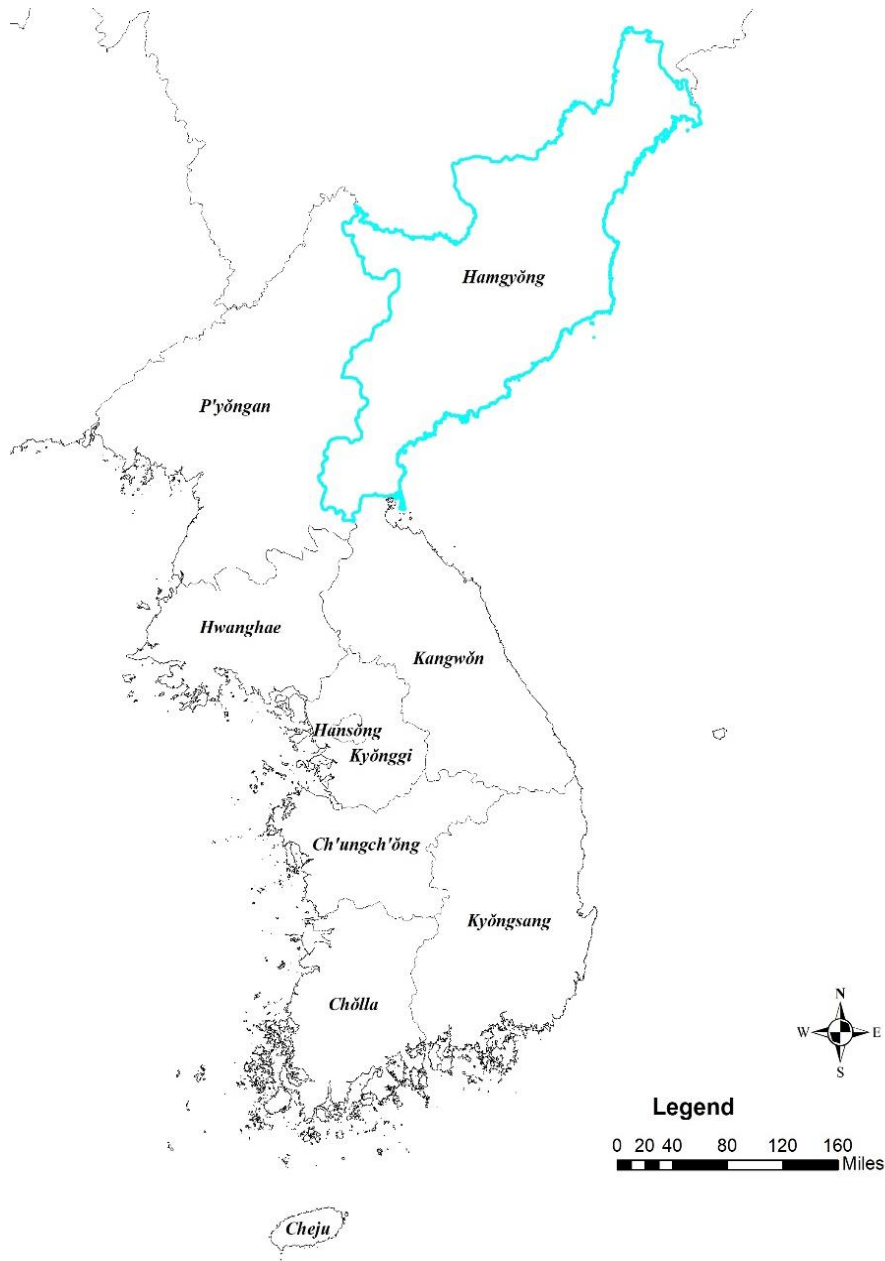 Hamgyŏng
P'yŏngan
Hwanghae
Kangwŏn
Hansŏng
Kyŏnggi
Ch'ungch'ŏng
Kyŏngsang
Chŏlla
N
W E
S
Legend
0 20 40 80 120 160
Miles
Cheju